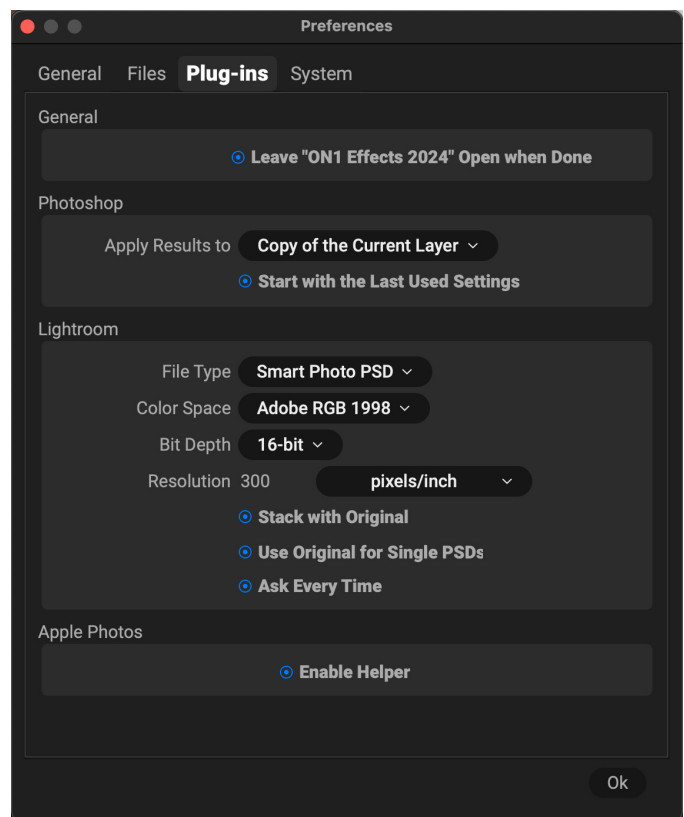 Preferences
General Files Plug-ins System
General
Leave "ON1 Effects 2024" Open when Done
Photoshop
Apply Results to Copy of the Current Layer
Start with the Last Used Settings
Lightroom
File Type Smart Photo PSD
Color Space Adobe RGB 1998
Bit Depth 16-bit
Resolution 300 pixels/inch
Stack with Original
Use Original for Single PSDs
Ask Every Time
Apple Photos
Enable Helper
Ok